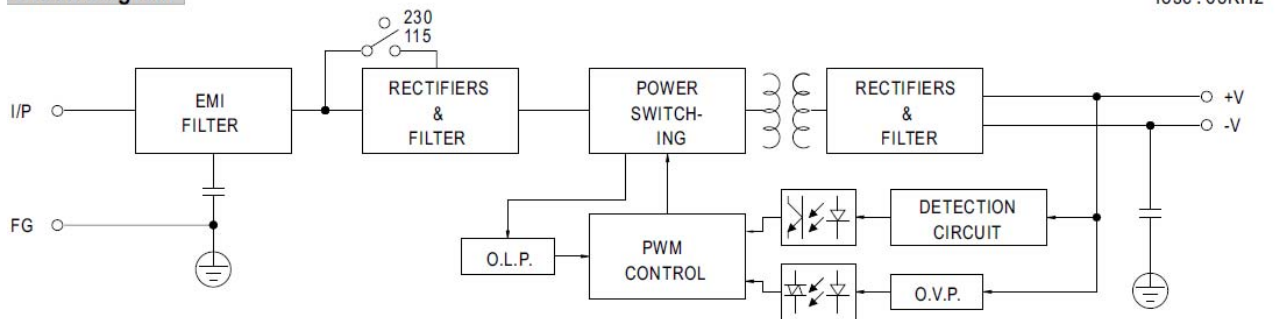 230
115
I/P
EMI
FILTER
RECTIFIERS
&
FILTER
POWER
SWITCH-
ING
RECTIFIERS
&
FILTER
+V
-V
FG
O.L.P.
PWM
CONTROL
DETECTION
CIRCUIT
O.V.P.